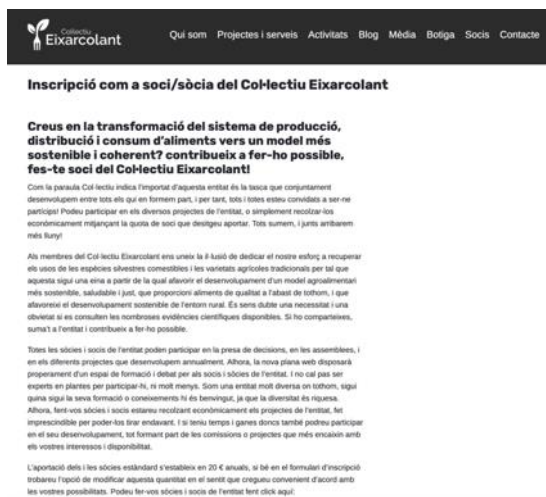 Col·lectiu
Eixarcolant
Qui som Projectes i serveis Activitats Blog Mèdia Botiga Socis Contacte
Inscripció com a soci/sòcia del Col·lectiu Eixarcolant
Creus en la transformació del sistema de producció,
distribució i consum d'aliments vers un model més
sostenible i coherent? contribueix a fer-ho possible,
fes-te soci del Col·lectiu Eixarcolant!
Com la paraula Col·lectiu indica l'importat d'aquesta entitat és la tasca que conjuntament
desenvolupem entre tots els qui en formem part, i per tant, tots i totes esteu convidats a ser-ne
partícips! Podeu participar en els diversos projectes de l'entitat, o simplement recolzar-los
econòmicament mitjançant la quota de soci que desitgeu aportar. Tots sumem, i junts arribarem
més lluny!
Als membres del Col·lectiu Eixarcolant ens uneix la il·lusió de dedicar el nostre esforç a recuperar
els usos de les espècies silvestres comestibles i les varietats agrícoles tradicionals per tal que
aquesta sigui una eina a partir de la qual afavorir el desenvolupament d'un model agroalimentari
més sostenible, saludable i just, que proporcioni aliments de qualitat a l'abast de tothom, i que
afavoreixi el desenvolupament sostenible de l'entorn rural. És sens dubte una necessitat i una
obvietat si es consulten les nombroses evidències científiques disponibles. Si ho comparteixes,
suma't a l'entitat i contribueix a fer-ho possible.
Totes les sòcies i socis de l'entitat poden participar en la presa de decisions, en les assemblees, i
en els diferents projectes que desenvolupem annualment. Alhora, la nova plana web disposarà
properament d'un espai de formació i debat per als socis i sòcies de l'entitat. I no cal pas ser
experts en plantes per participar-hi, ni molt menys. Som una entitat molt diversa on tothom, sigui
quina sigui la seva formació o coneixements hi és benvingut, ja que la diversitat és riquesa.
Alhora, fent-vos sòcies i socis estareu recolzant econòmicament els projectes de l'entitat, fet
imprescindible per poder-los tirar endavant. I si teniu temps i ganes doncs també podreu participar
en el seu desenvolupament, tot formant part de les comissions o projectes que més encaixin amb
els vostres interessos i disponibilitat.
L'aportació dels i les sòcies estàndard s'estableix en 20 € anuals, si bé en el formulari d'inscripció
trobareu l'opció de modificar aquesta quantitat en el sentit que cregueu convenient d'acord amb
les vostres possibilitats. Podeu fer-vos sòcies i socis de l'entitat fent click aquí: